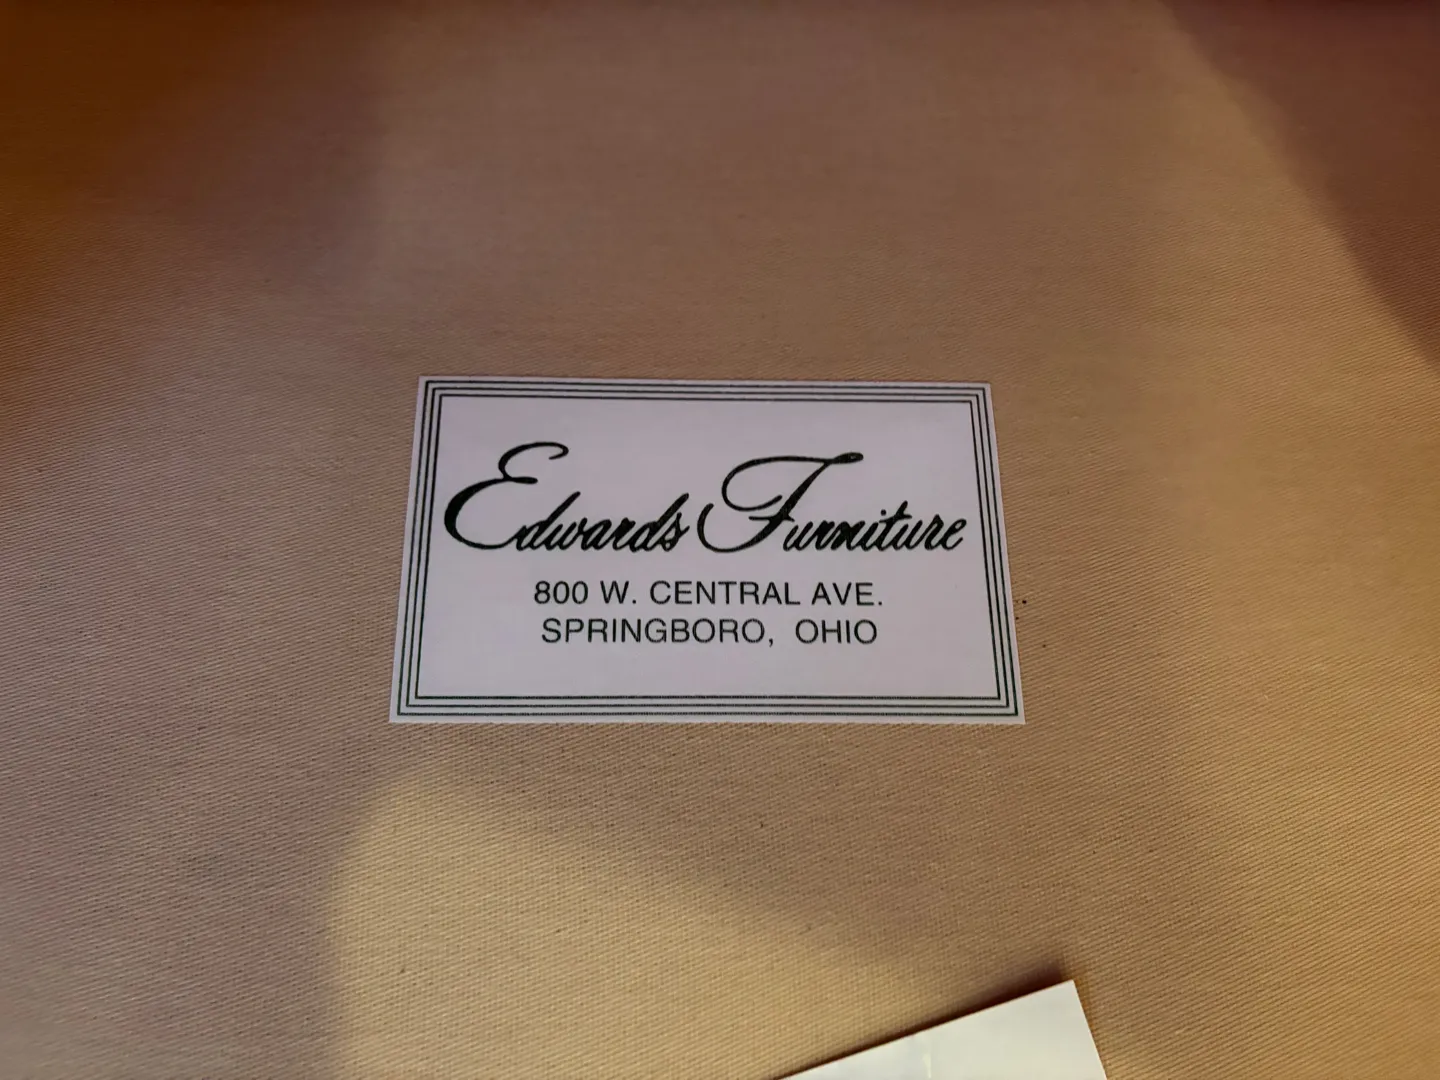 Edwards Furniture
800 W. CENTRAL AVE.
SPRINGBORO, OHIO